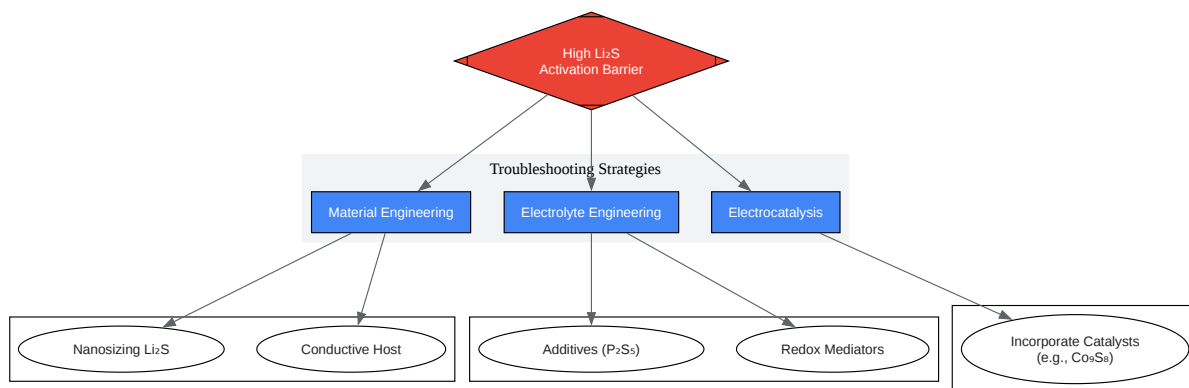 High Li₂S
Activation Barrier
Troubleshooting Strategies
Material Engineering
Electrolyte Engineering
Electrocatalysis
Nanosizing Li₂S
Conductive Host
Additives (P₂S₅)
Redox Mediators
Incorporate Catalysts
(e.g., Co₉S₈)